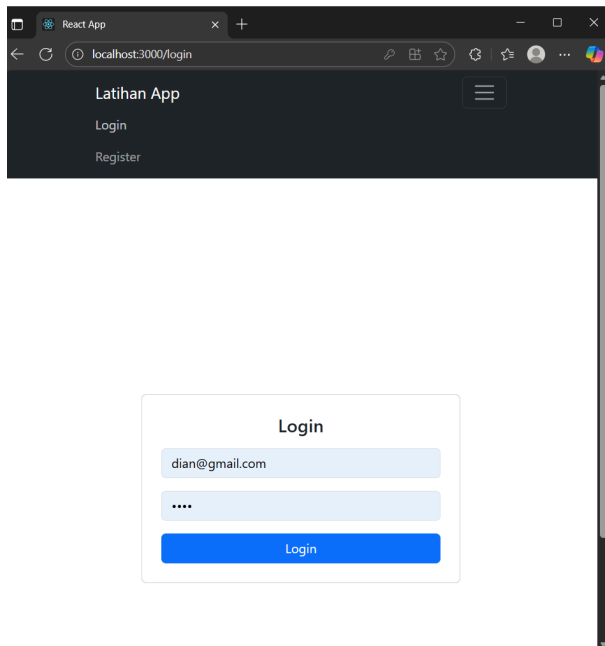 React App
localhost:3000/login
Latihan App
Login
Register
Login
dian@gmail.com
••••
Login